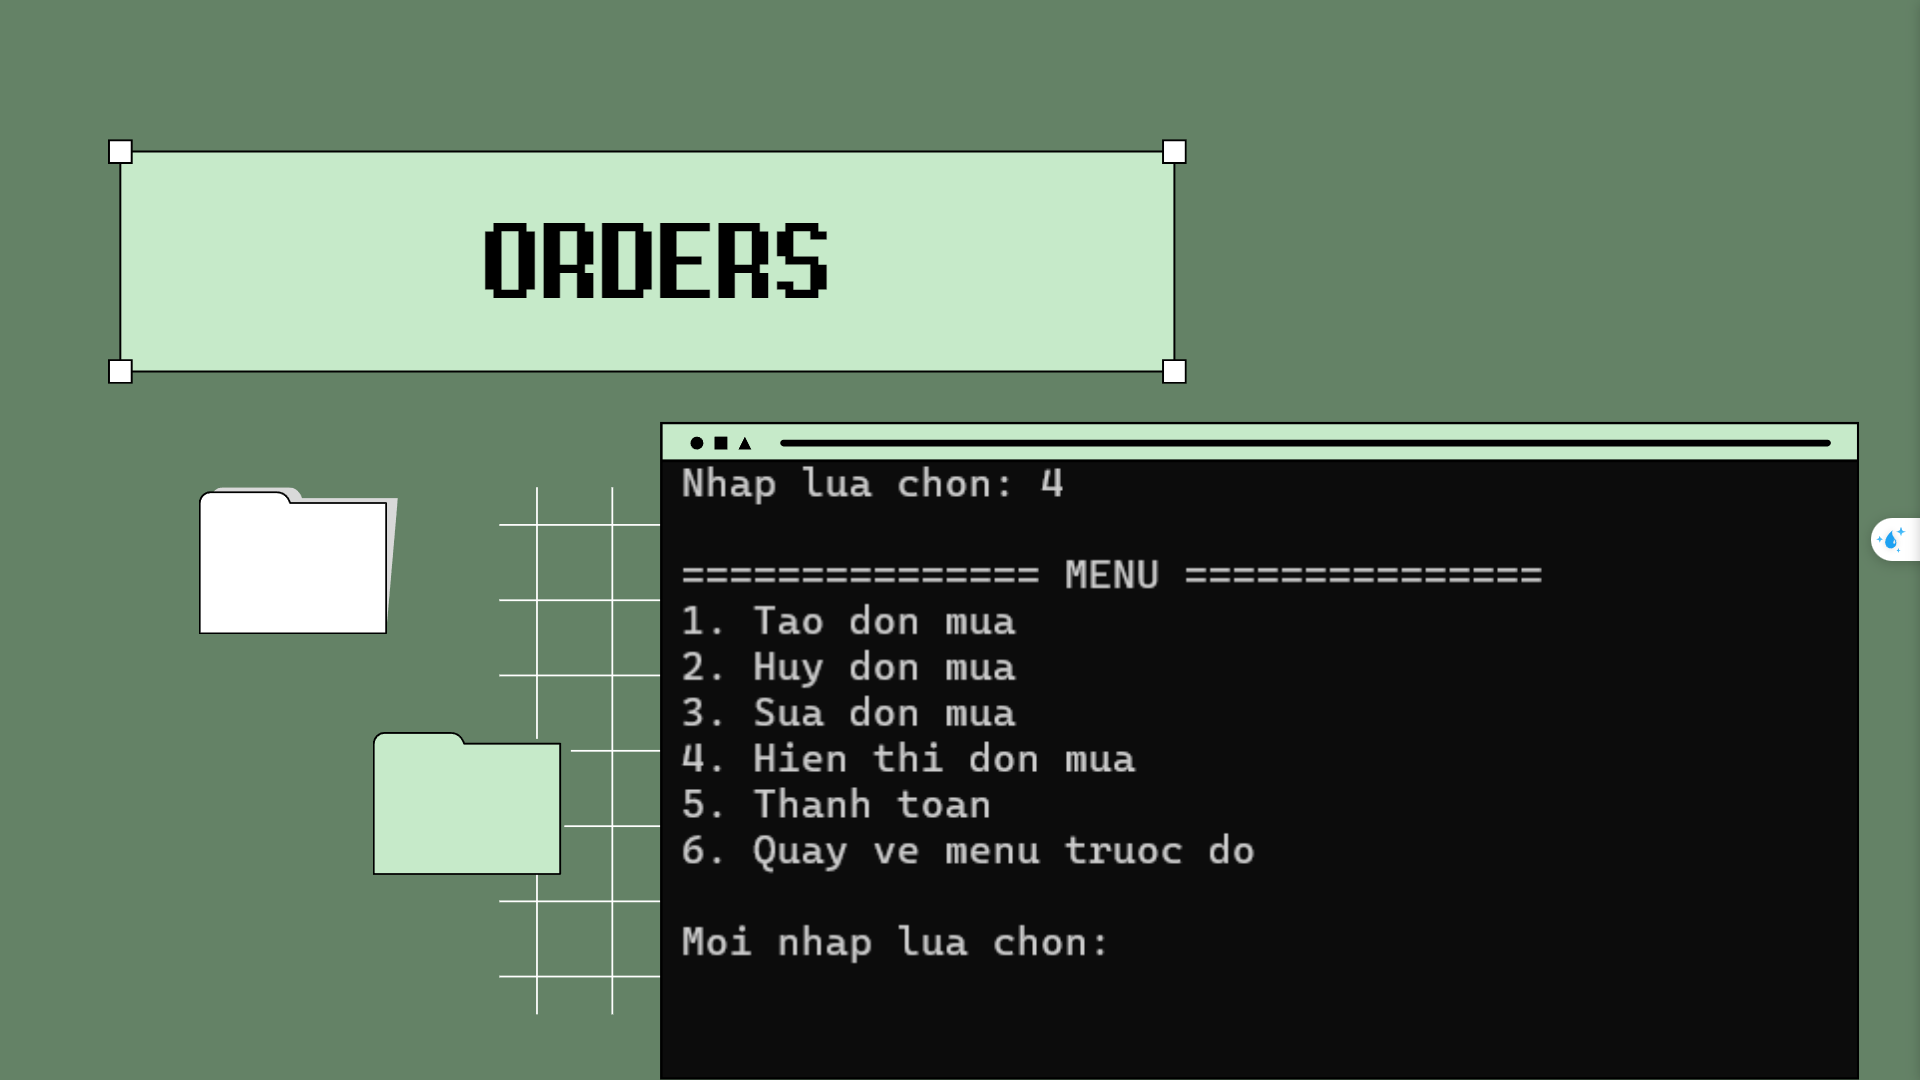 ORDERS
Nhap lua chon: 4
=============== MENU ===============
1. Tao don mua
2. Huy don mua
3. Sua don mua
4. Hien thi don mua
5. Thanh toan
6. Quay ve menu truoc do
Moi nhap lua chon: